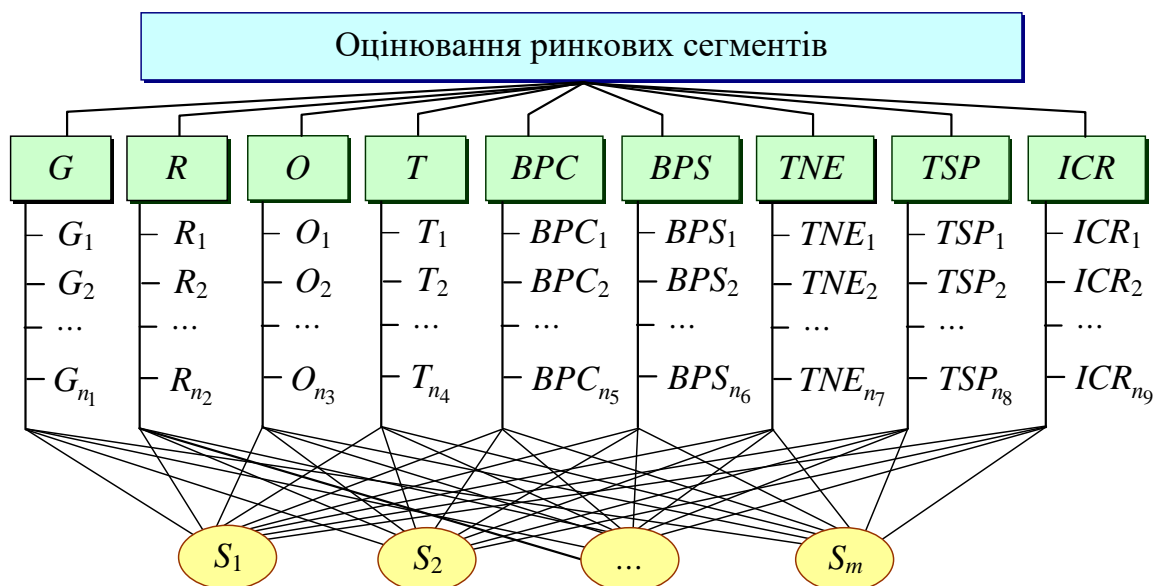 Оцінювання ринкових сегментів
G R O T BPC BPS TNE TSP ICR
G₁ R₁ O₁ T₁ BPC₁ BPS₁ TNE₁ TSP₁ ICR₁
G₂ R₂ O₂ T₂ BPC₂ BPS₂ TNE₂ TSP₂ ICR₂
... ... ... ... ... ... ... ... ...
Gₙ₁ Rₙ₂ Oₙ₃ Tₙ₄ BPCₙ₅ BPSₙ₆ TNEₙ₇ TSPₙ₈ ICRₙ₉
S₁ S₂ ... Sₘ